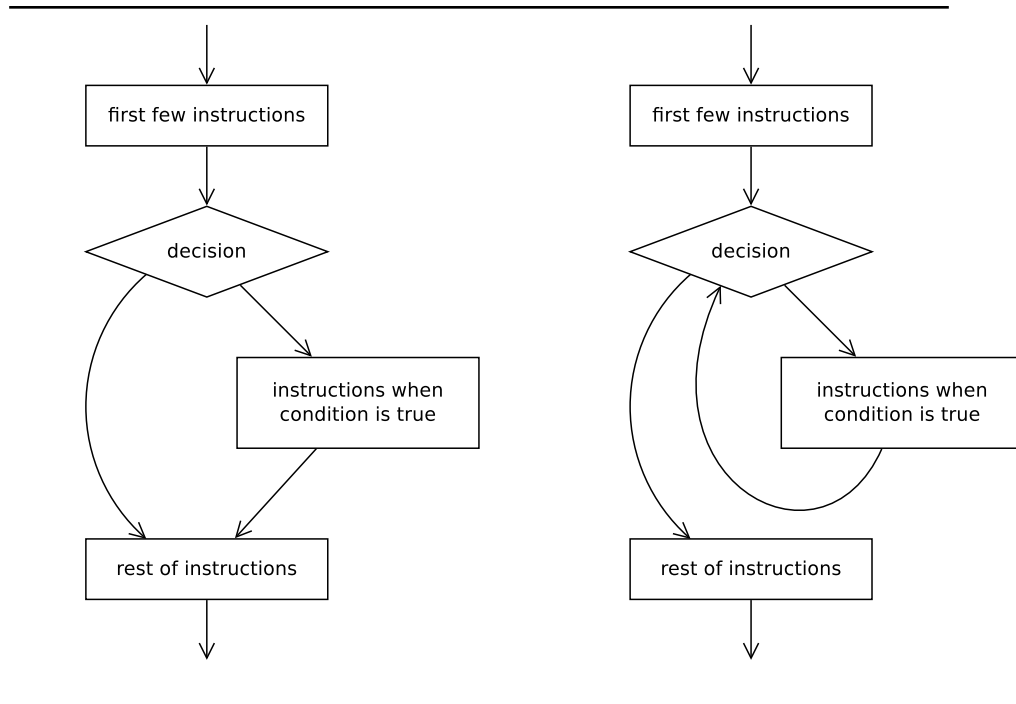 first few instructions
decision
instructions when
condition is true
rest of instructions
first few instructions
decision
instructions when
condition is true
rest of instructions